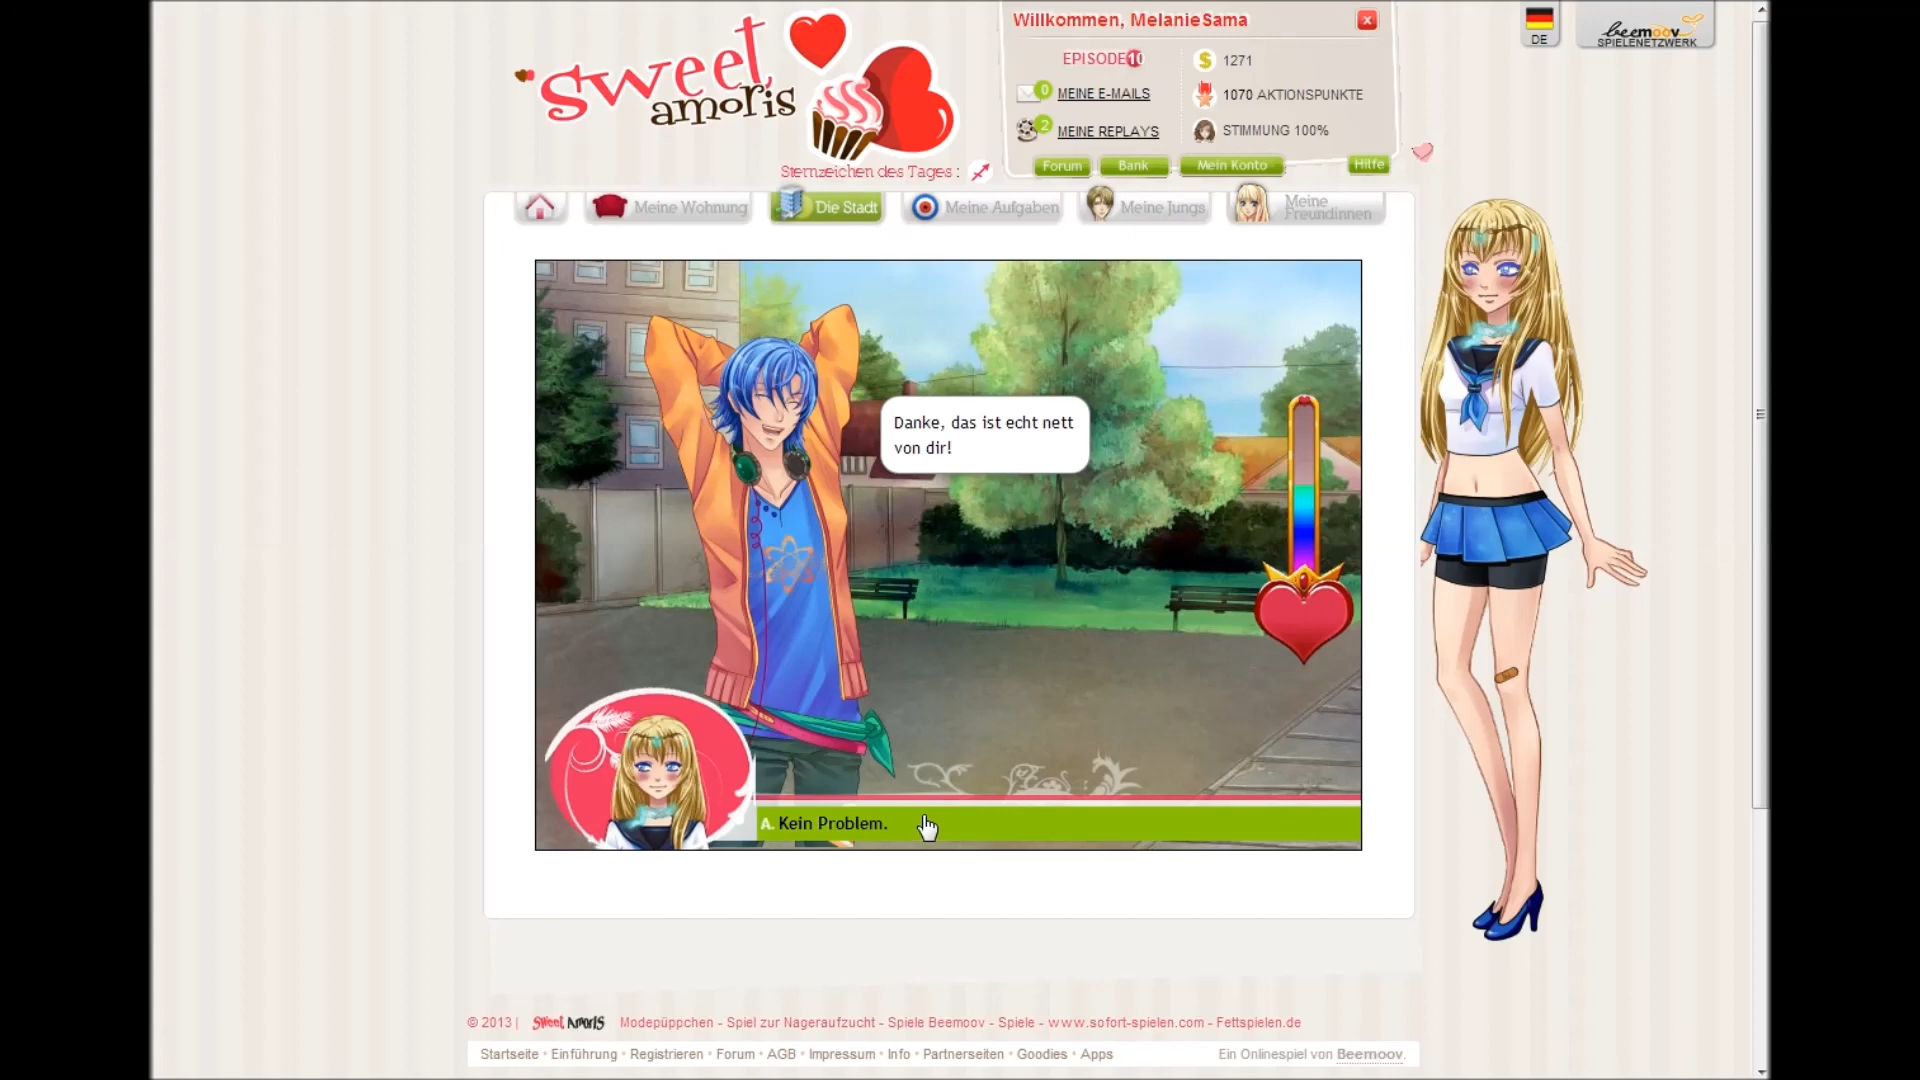 sweet
amoris
Sternzeichen des Tages :
Willkommen, MelanieSama
x
EPISODE 10
0 MEINE E-MAILS
2 MEINE REPLAYS
$ 1271
1070 AKTIONSPUNKTE
STIMMUNG 100%
Forum
Bank
Mein Konto
Hilfe
DE
beemoov
SPIELENETZWERK
Meine Wohnung
Die Stadt
Meine Aufgaben
Meine Jungs
Meine
Freundinnen
Danke, das ist echt nett
von dir!
A. Kein Problem.
© 2013 | Sweet Amoris Modepüppchen - Spiel zur Nageraufzucht - Spiele Beemoov - Spiele - www.sofort-spielen.com - Fettspielen.de
Startseite • Einführung • Registrieren • Forum • AGB • Impressum • Info • Partnerseiten • Goodies • Apps
Ein Onlinespiel von Beemoov.